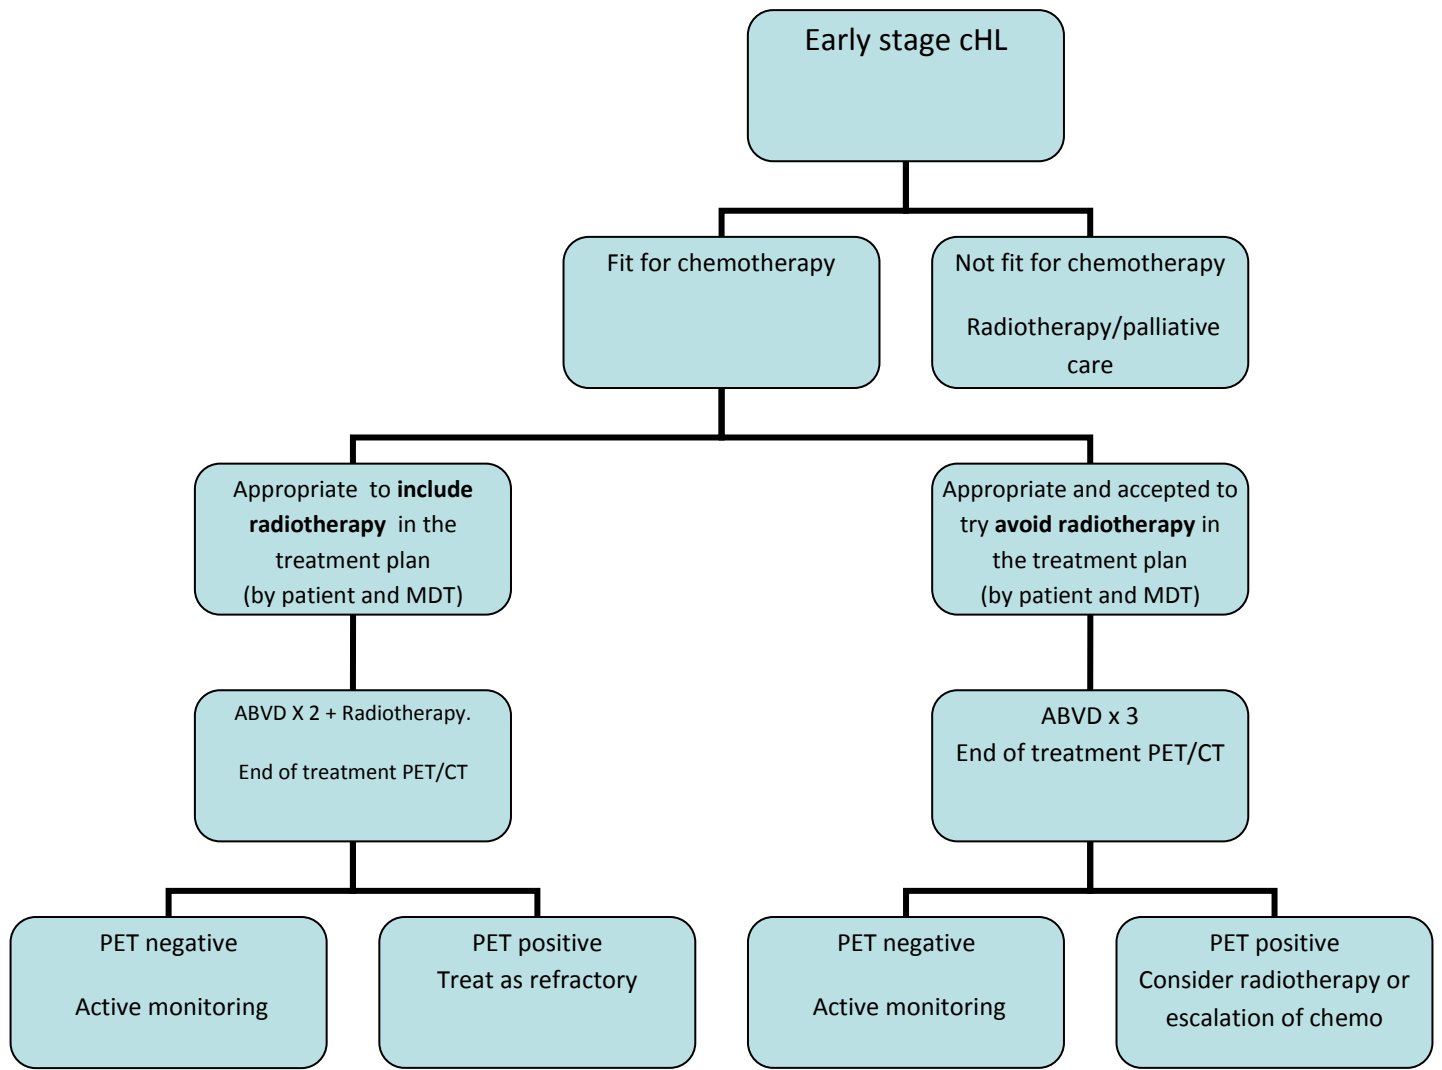 Early stage cHL
Fit for chemotherapy
Not fit for chemotherapy
Radiotherapy/palliative
care
Appropriate to include
radiotherapy in the
treatment plan
(by patient and MDT)
Appropriate and accepted to
try avoid radiotherapy in
the treatment plan
(by patient and MDT)
ABVD X 2 + Radiotherapy.
End of treatment PET/CT
ABVD x 3
End of treatment PET/CT
PET negative
Active monitoring
PET positive
Treat as refractory
PET negative
Active monitoring
PET positive
Consider radiotherapy or
escalation of chemo